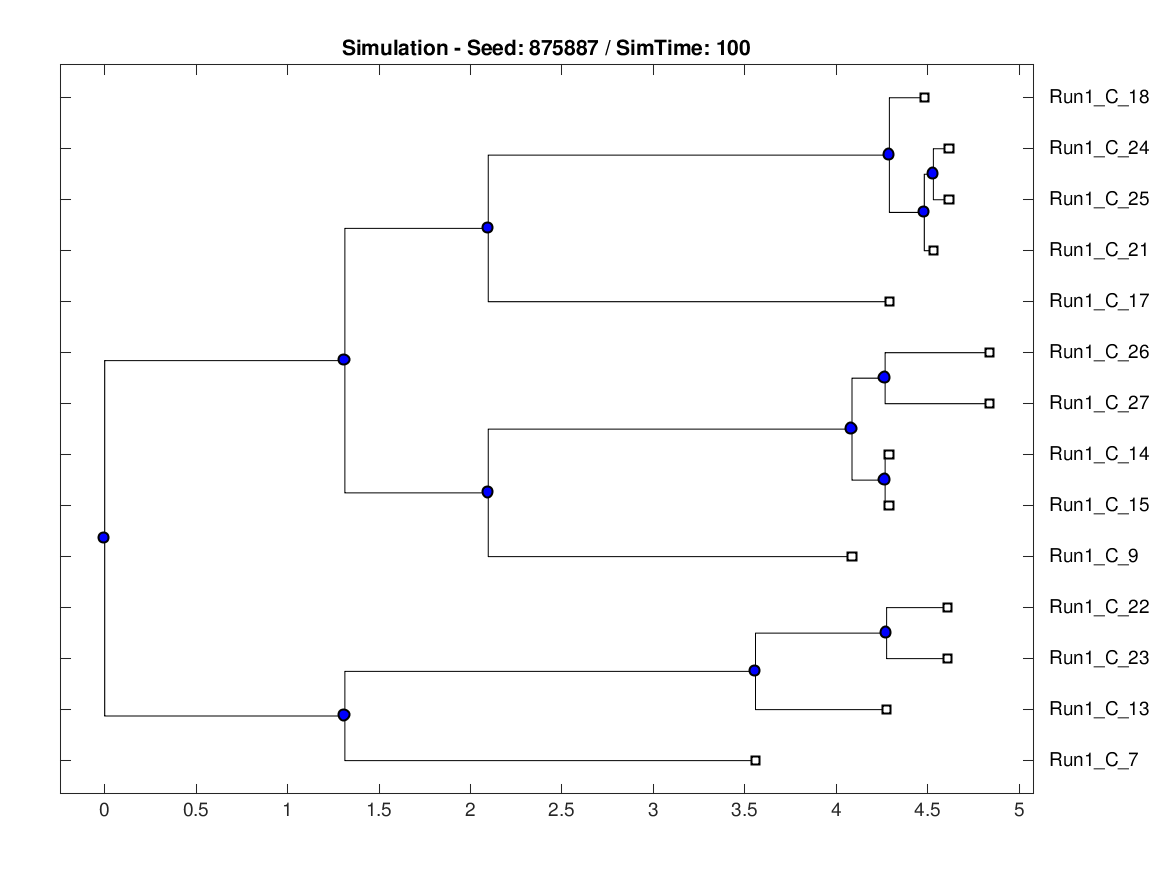 Simulation - Seed: 875887 / SimTime: 100
Run1_C_18
Run1_C_24
Run1_C_25
Run1_C_21
Run1_C_17
Run1_C_26
Run1_C_27
Run1_C_14
Run1_C_15
Run1_C_9
Run1_C_22
Run1_C_23
Run1_C_13
Run1_C_7
0 0.5 1 1.5 2 2.5 3 3.5 4 4.5 5